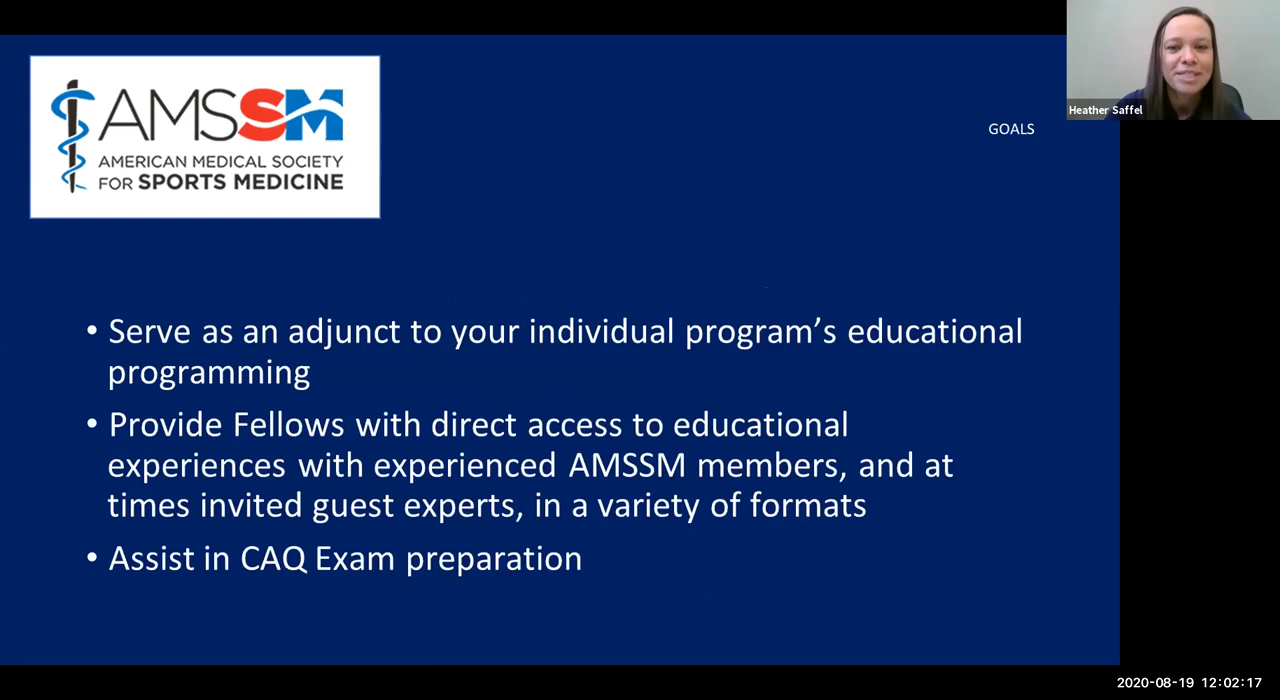 AMSSM
AMERICAN MEDICAL SOCIETY
FOR SPORTS MEDICINE
Heather Saffel
GOALS
• Serve as an adjunct to your individual program’s educational
programming
• Provide Fellows with direct access to educational
experiences with experienced AMSSM members, and at
times invited guest experts, in a variety of formats
• Assist in CAQ Exam preparation
2020-08-19 12:02:17